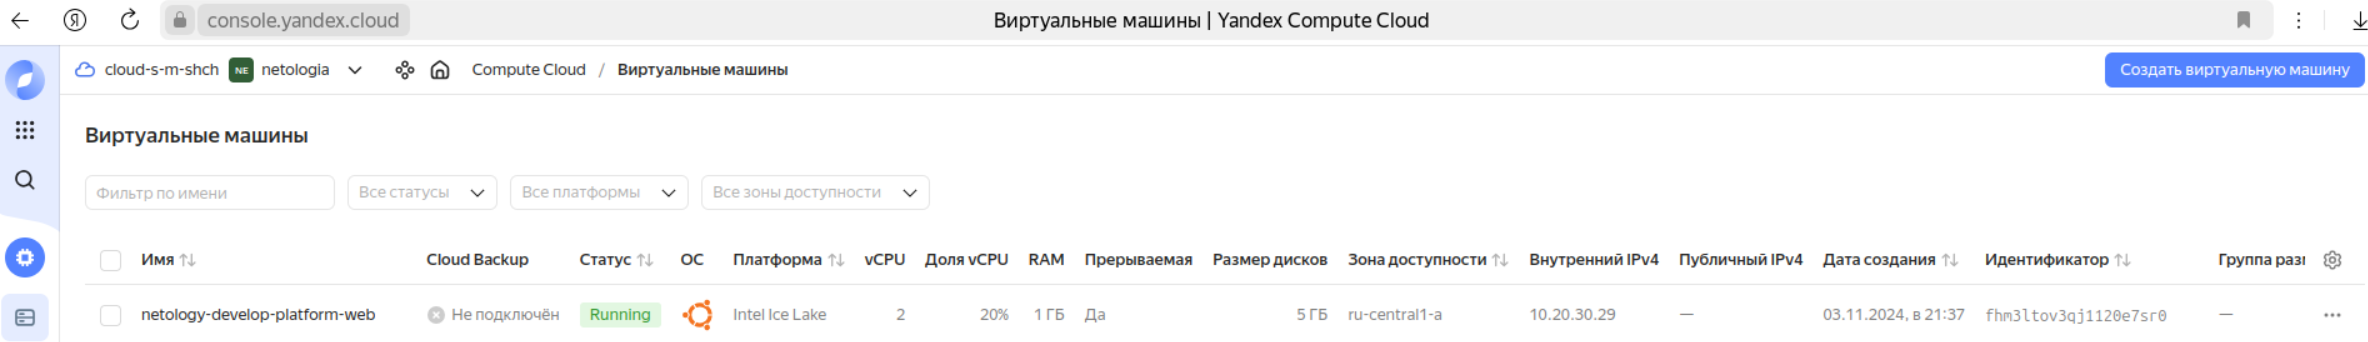 Я console.yandex.cloud Виртуальные машины | Yandex Compute Cloud
cloud-s-m-shch NE netologia Compute Cloud / Виртуальные машины Создать виртуальную машину
Виртуальные машины
Фильтр по имени Все статусы Все платформы Все зоны доступности
Имя Cloud Backup Статус ОС Платформа vCPU Доля vCPU RAM Прерываемая Размер дисков Зона доступности Внутренний IPv4 Публичный IPv4 Дата создания Идентификатор Группа разм
netology-develop-platform-web Не подключён Running Intel Ice Lake 2 20% 1 ГБ Да 5 ГБ ru-central1-a 10.20.30.29 — 03.11.2024, в 21:37 fhm3ltov3qj1120e7sr0 —